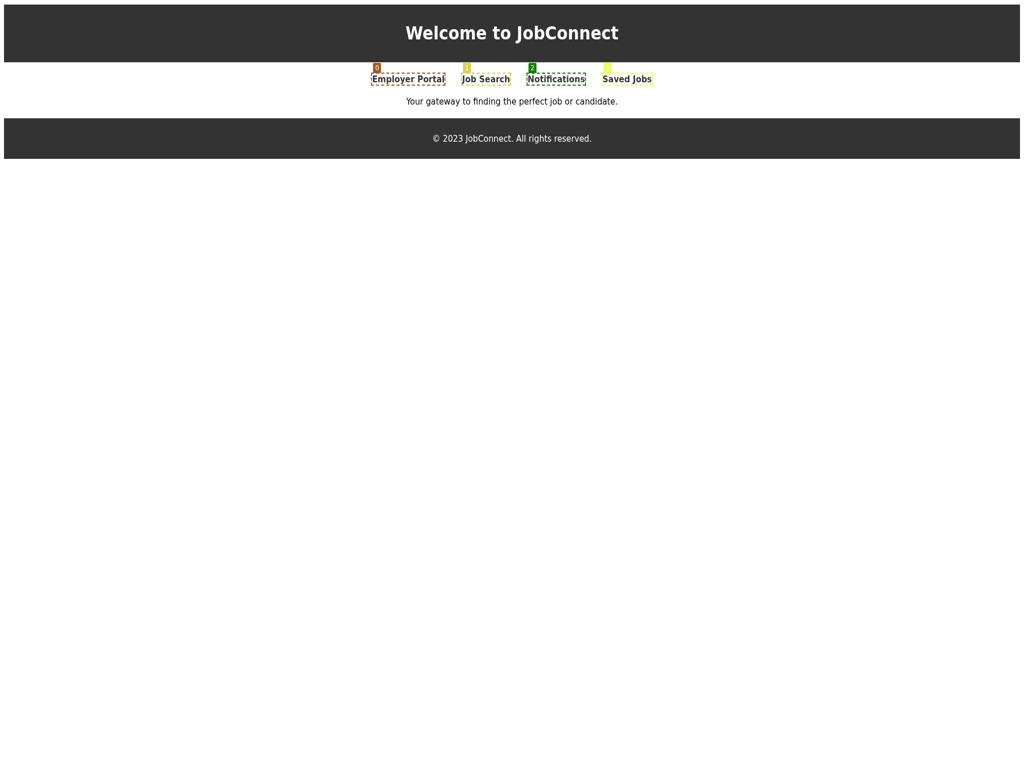 Welcome to JobConnect
0 1 2 3
Employer Portal Job Search Notifications Saved Jobs
Your gateway to finding the perfect job or candidate.
© 2023 JobConnect. All rights reserved.